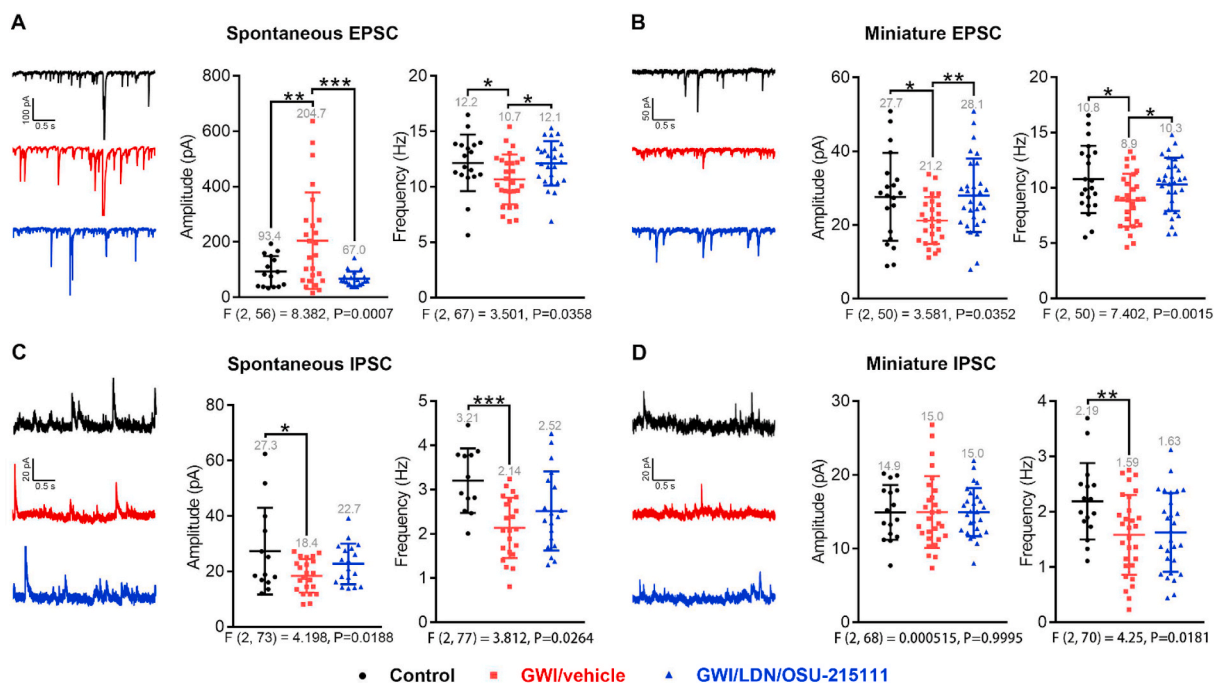 A
Spontaneous EPSC
100 pA
0.5 s
Amplitude (pA)
800
600
400
200
0
93.4
**
204.7
***
67.0
F (2, 56) = 8.382, P=0.0007
Frequency (Hz)
20
15
10
5
0
12.2
*
10.7
*
12.1
F (2, 67) = 3.501, P=0.0358
B
Miniature EPSC
50 pA
0.5 s
Amplitude (pA)
60
40
20
0
27.7
*
21.2
**
28.1
F (2, 50) = 3.581, P=0.0352
Frequency (Hz)
20
15
10
5
0
10.8
*
8.9
*
10.3
F (2, 50) = 7.402, P=0.0015
C
Spontaneous IPSC
20 pA
0.5 s
Amplitude (pA)
80
60
40
20
0
27.3
*
18.4
22.7
F (2, 73) = 4.198, P=0.0188
Frequency (Hz)
5
4
3
2
1
0
3.21
***
2.14
2.52
F (2, 77) = 3.812, P=0.0264
D
Miniature IPSC
20 pA
0.5 s
Amplitude (pA)
30
20
15
10
0
14.9
15.0
15.0
F (2, 68) = 0.000515, P=0.9995
Frequency (Hz)
4
3
2
1
0
2.19
**
1.59
1.63
F (2, 70) = 4.25, P=0.0181
Control
GWI/vehicle
GWI/LDN/OSU-215111